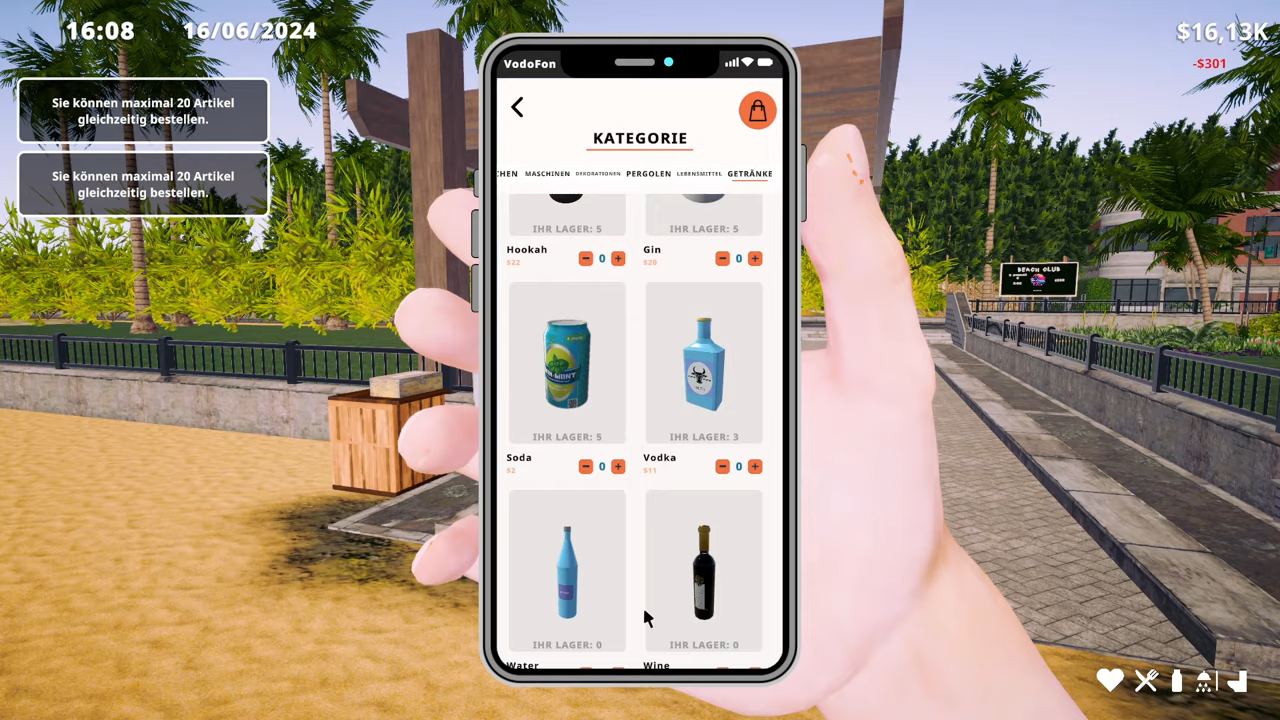 16:08
16/06/2024
$16,13K
-$301
Sie können maximal 20 Artikel
gleichzeitig bestellen.
Sie können maximal 20 Artikel
gleichzeitig bestellen.
VodoFon
KATEGORIE
CHEN MASCHINEN DEKORATIONEN PERGOLEN LEBENSMITTEL GETRÄNKE
IHR LAGER: 5
IHR LAGER: 5
Hookah
0
Gin
0
$22
$20
BEACH CLUB
IHR LAGER: 5
IHR LAGER: 3
Soda
0
Vodka
0
$2
$11
IHR LAGER: 0
IHR LAGER: 0
Water
Wine